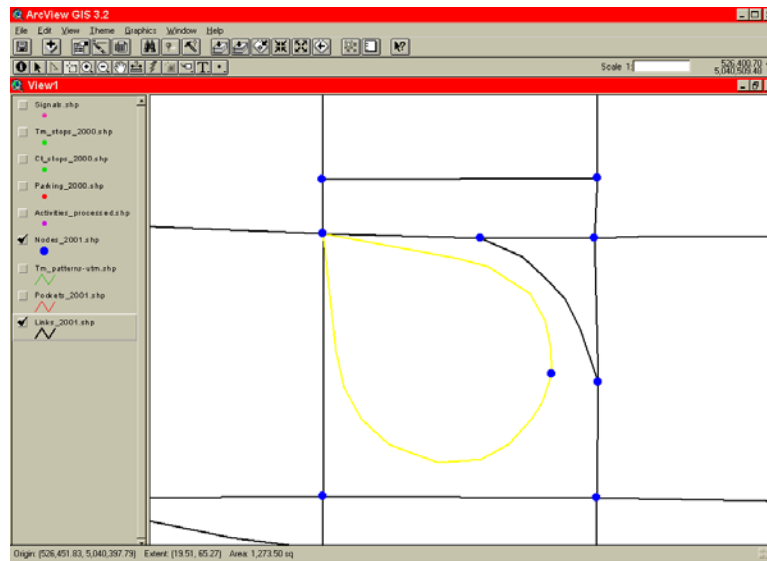 ArcView GIS 3.2
File Edit View Theme Graphics Window Help
Scale 1:
526,400.70
5,040,509.40
View1
Signals.shp
Tm_stops_2000.shp
Ct_stops_2000.shp
Parking_2000.shp
Activities_processed.shp
Nodes_2001.shp
Tm_patterns-utm.shp
Pockets_2001.shp
Links_2001.shp
Origin: (526,451.83, 5,040,397.79) Extent: (19.51, 65.27) Area: 1,273.50 sq